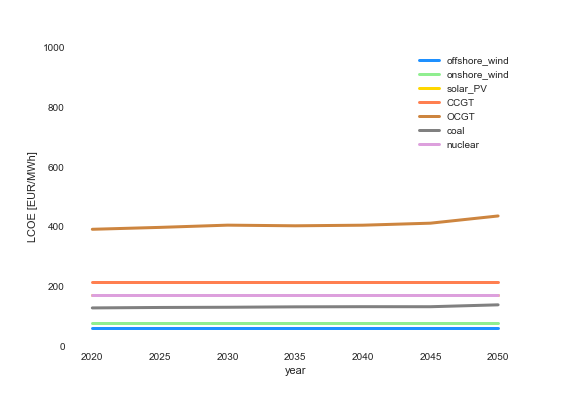 1000
800
600
400
200
0
LCOE [EUR/MWh]
offshore_wind
onshore_wind
solar_PV
CCGT
OCGT
coal
nuclear
2020 2025 2030 2035 2040 2045 2050
year